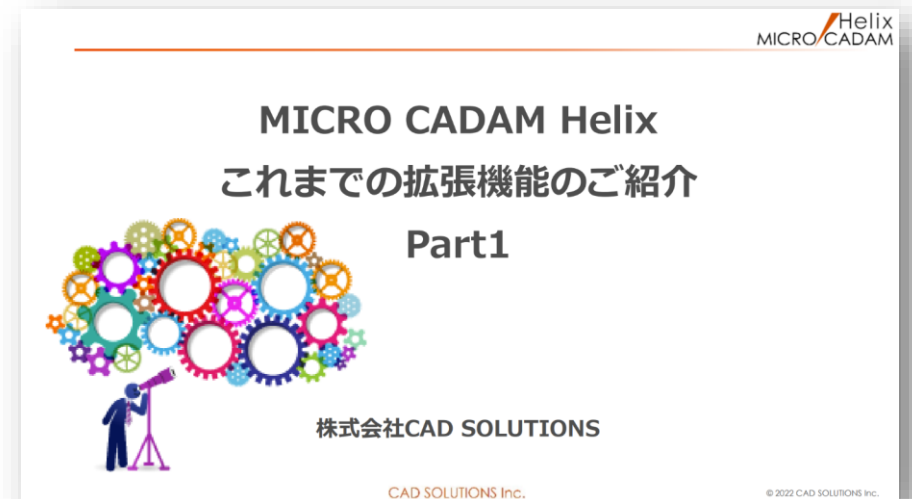 Helix
MICRO CADAM
MICRO CADAM Helix
これまでの拡張機能のご紹介
Part1
株式会社CAD SOLUTIONS
CAD SOLUTIONS Inc.
© 2022 CAD SOLUTIONS Inc.